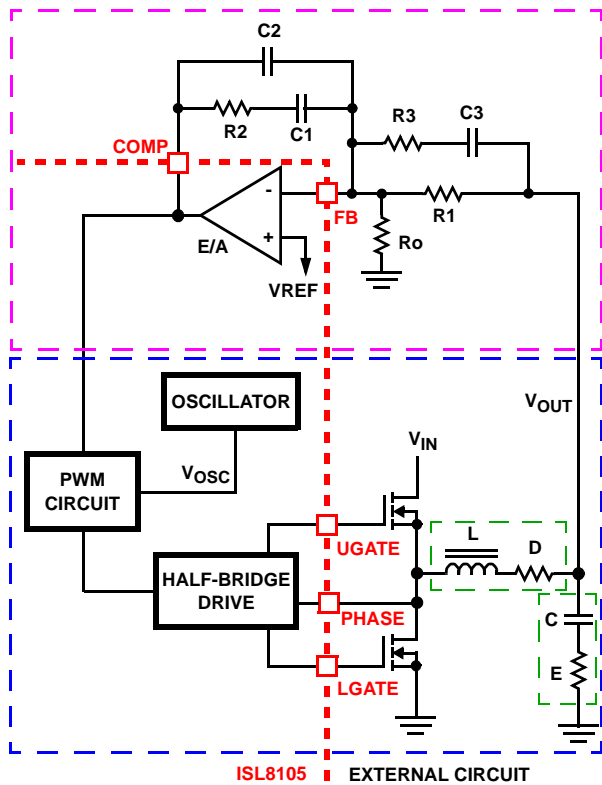 C2
R2
C1
R3
C3
COMP
-
FB
R1
E/A
+
Ro
VREF
OSCILLATOR
VOUT
PWM
CIRCUIT
VOSC
VIN
UGATE
L
D
HALF-BRIDGE
DRIVE
PHASE
C
E
LGATE
ISL8105
EXTERNAL CIRCUIT